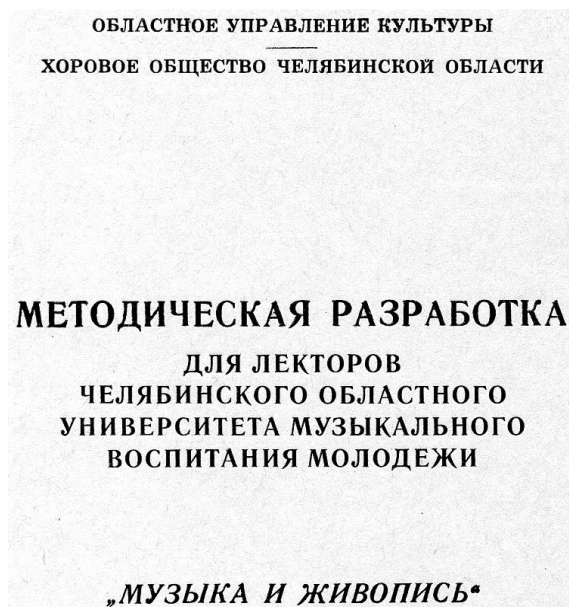 ОБЛАСТНОЕ УПРАВЛЕНИЕ КУЛЬТУРЫ
ХОРОВОЕ ОБЩЕСТВО ЧЕЛЯБИНСКОЙ ОБЛАСТИ
МЕТОДИЧЕСКАЯ РАЗРАБОТКА
ДЛЯ ЛЕКТОРОВ
ЧЕЛЯБИНСКОГО ОБЛАСТНОГО
УНИВЕРСИТЕТА МУЗЫКАЛЬНОГО
ВОСПИТАНИЯ МОЛОДЕЖИ
„МУЗЫКА И ЖИВОПИСЬ“